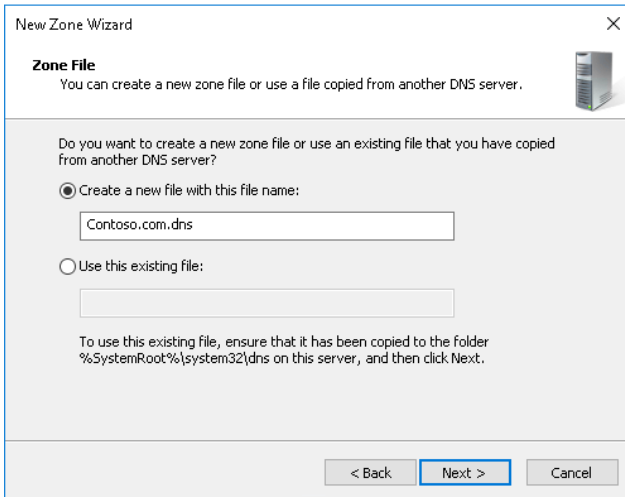 New Zone Wizard
Zone File
You can create a new zone file or use a file copied from another DNS server.
Do you want to create a new zone file or use an existing file that you have copied
from another DNS server?
Create a new file with this file name:
Contoso.com.dns
Use this existing file:
To use this existing file, ensure that it has been copied to the folder
%SystemRoot%\system32\dns on this server, and then click Next.
< Back Next > Cancel